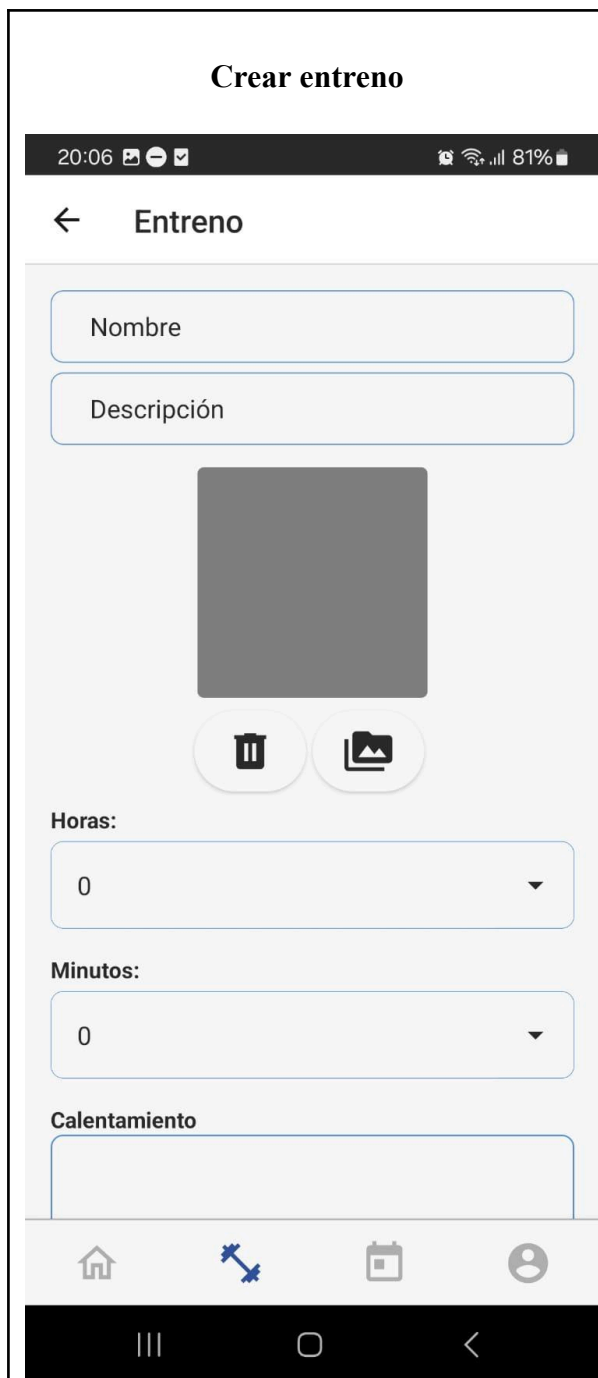 Crear entreno
20:06 81%
Entreno
Nombre
Descripción
Horas:
0
Minutos:
0
Calentamiento